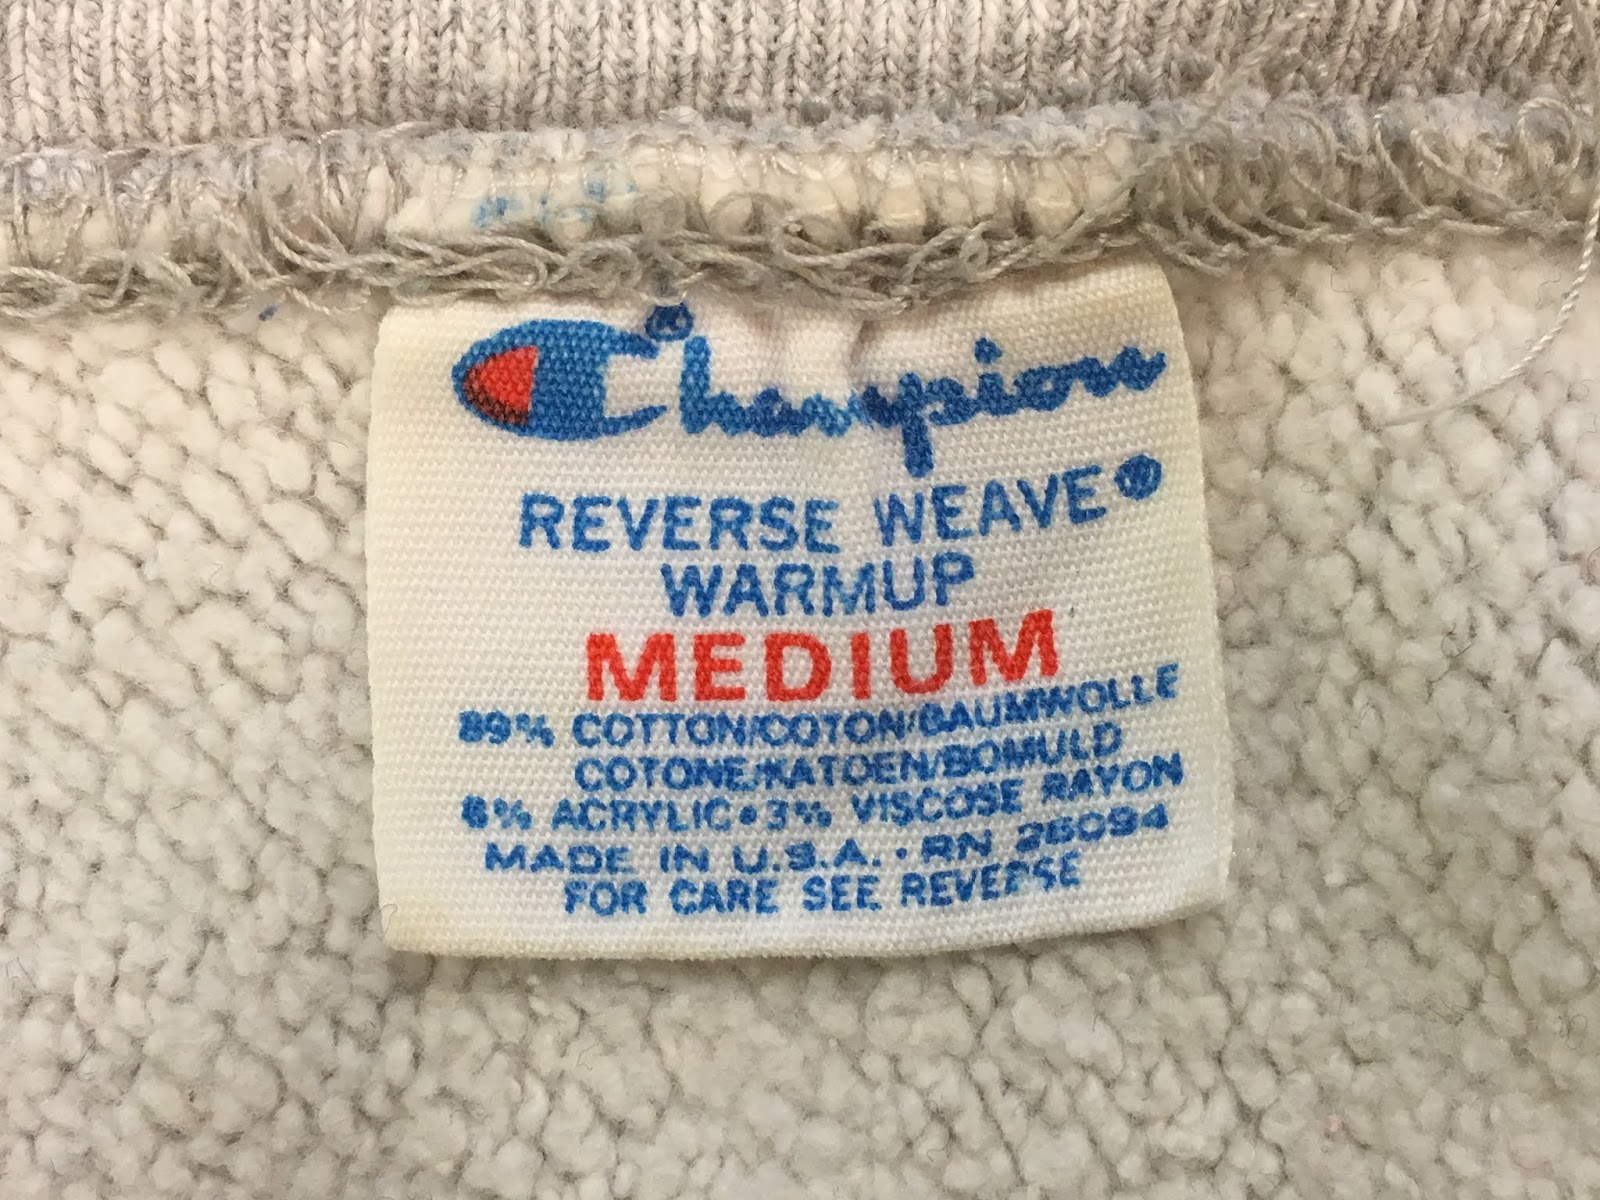 Champion®
REVERSE WEAVE®
WARMUP
MEDIUM
89% COTTON/COTON/BAUMWOLLE
COTONE/KATOEN/BOMULD
8% ACRYLIC•3% VISCOSE RAYON
MADE IN U.S.A. • RN 26094
FOR CARE SEE REVERSE